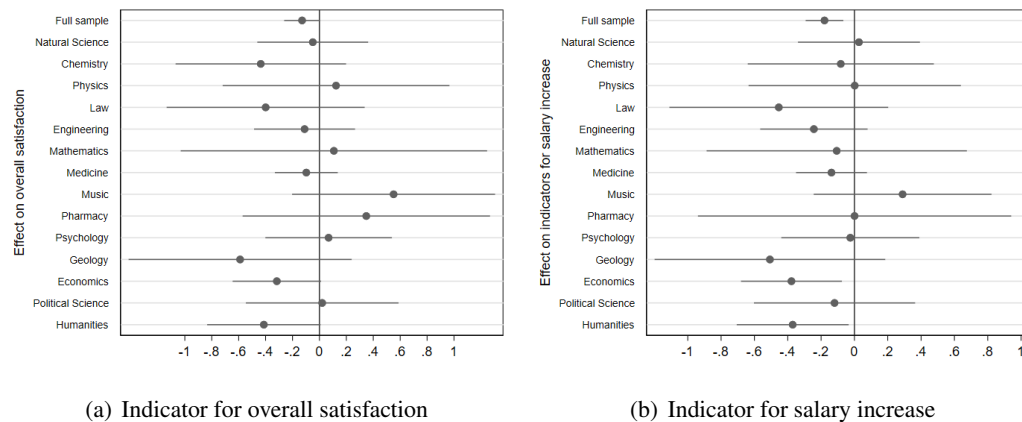 Effect on overall satisfaction
Full sample
Natural Science
Chemistry
Physics
Law
Engineering
Mathematics
Medicine
Music
Pharmacy
Psychology
Geology
Economics
Political Science
Humanities
-1 -.8 -.6 -.4 -.2 0 .2 .4 .6 .8 1
(a) Indicator for overall satisfaction
Effect on indicators for salary increase
Full sample
Natural Science
Chemistry
Physics
Law
Engineering
Mathematics
Medicine
Music
Pharmacy
Psychology
Geology
Economics
Political Science
Humanities
-1 -.8 -.6 -.4 -.2 0 .2 .4 .6 .8 1
(b) Indicator for salary increase